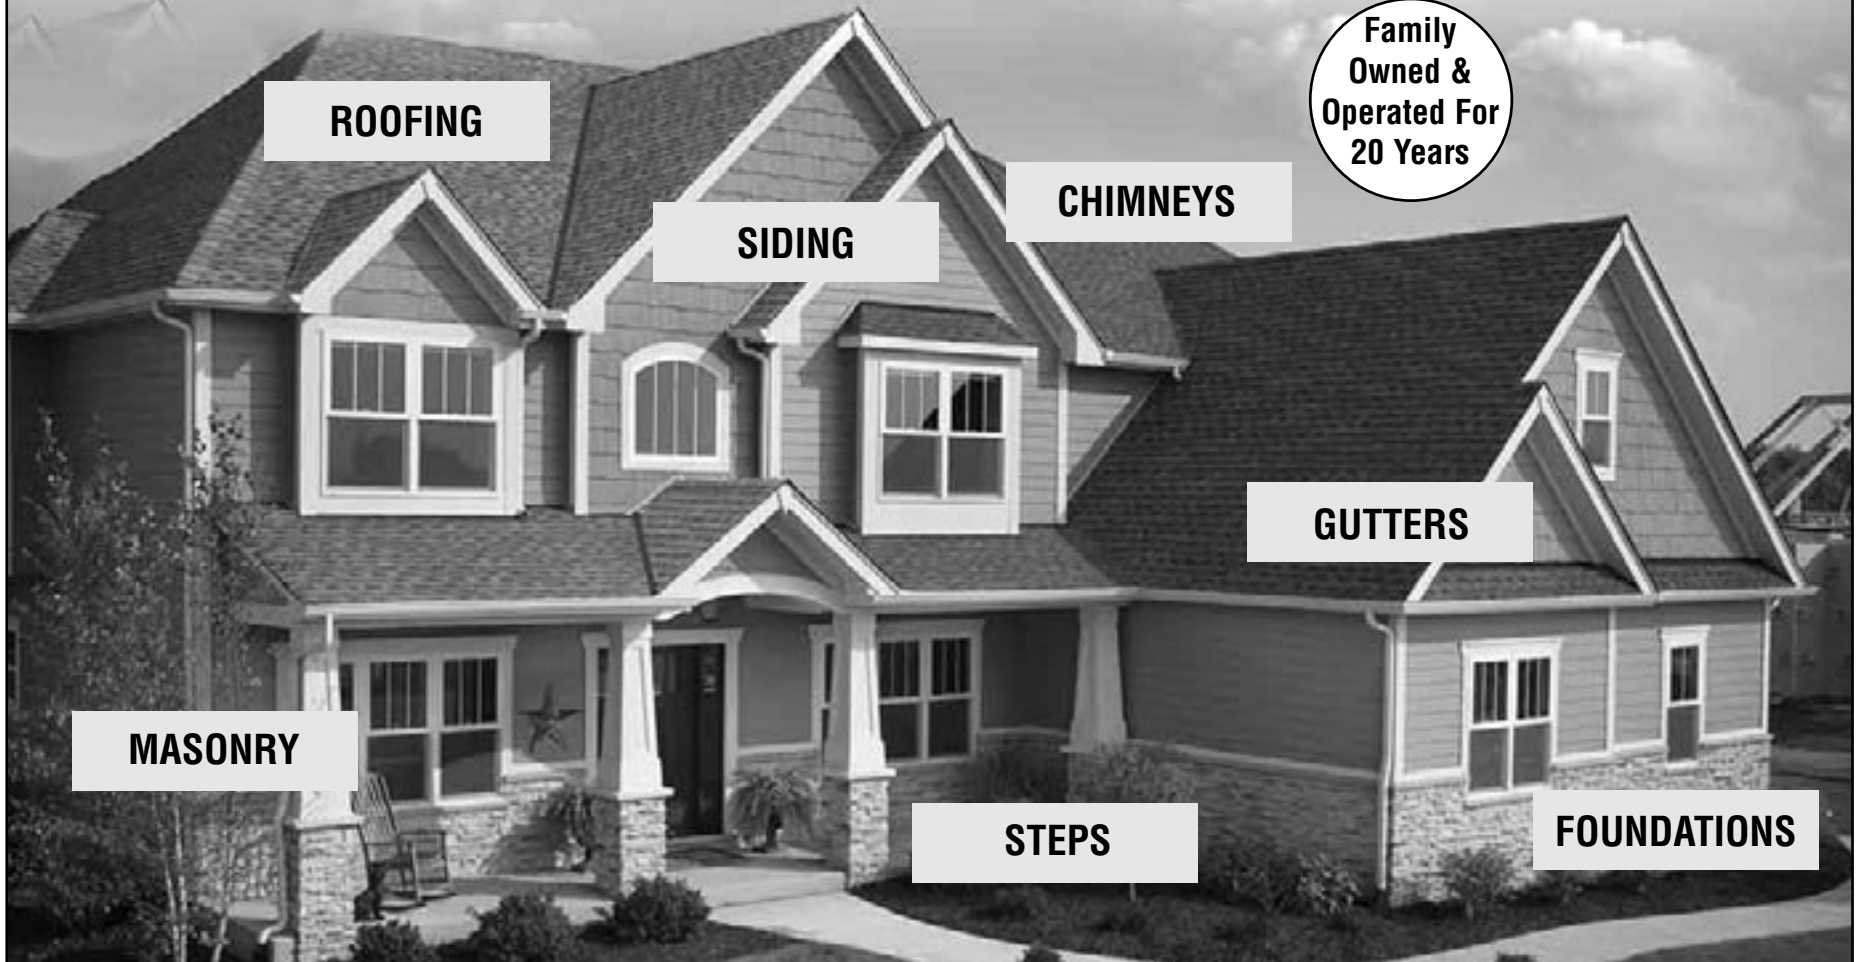 Family
Owned &
Operated For
20 Years
ROOFING
CHIMNEYS
SIDING
GUTTERS
MASONRY
STEPS
FOUNDATIONS